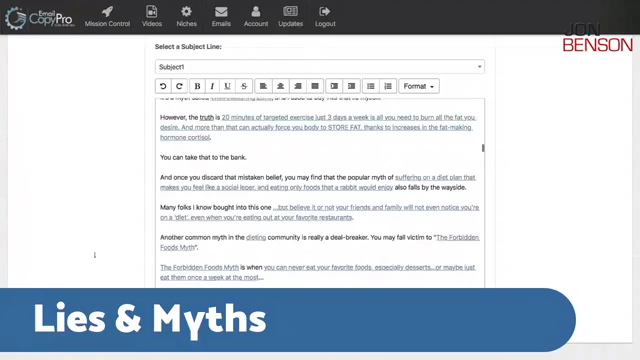 Email
CopyPro
Mission Control
Videos
Niches
Emails
Account
Updates
Logout
JON
BENSON
Select a Subject Line:
Subject1
B I U S
Format
However, the truth is 20 minutes of targeted exercise just 3 days a week is all you need to burn all the fat you
desire. And more than that can actually force you body to STORE FAT, thanks to increases in the fat-making
hormone cortisol.
You can take that to the bank.
And once you discard that mistaken belief, you may find that the popular myth of suffering on a diet plan that
makes you feel like a social loser, and eating only foods that a rabbit would enjoy also falls by the wayside.
Many folks I know bought into this one ...but believe it or not your friends and family will not even notice you're
on a 'diet', even when you're eating out at your favorite restaurants.
Another common myth in the dieting community is really a deal-breaker. You may fall victim to "The Forbidden
Foods Myth".
The Forbidden Foods Myth is when you can never eat your favorite foods, especially desserts...or maybe just
eat them once a week at the most...
Lies & Myths